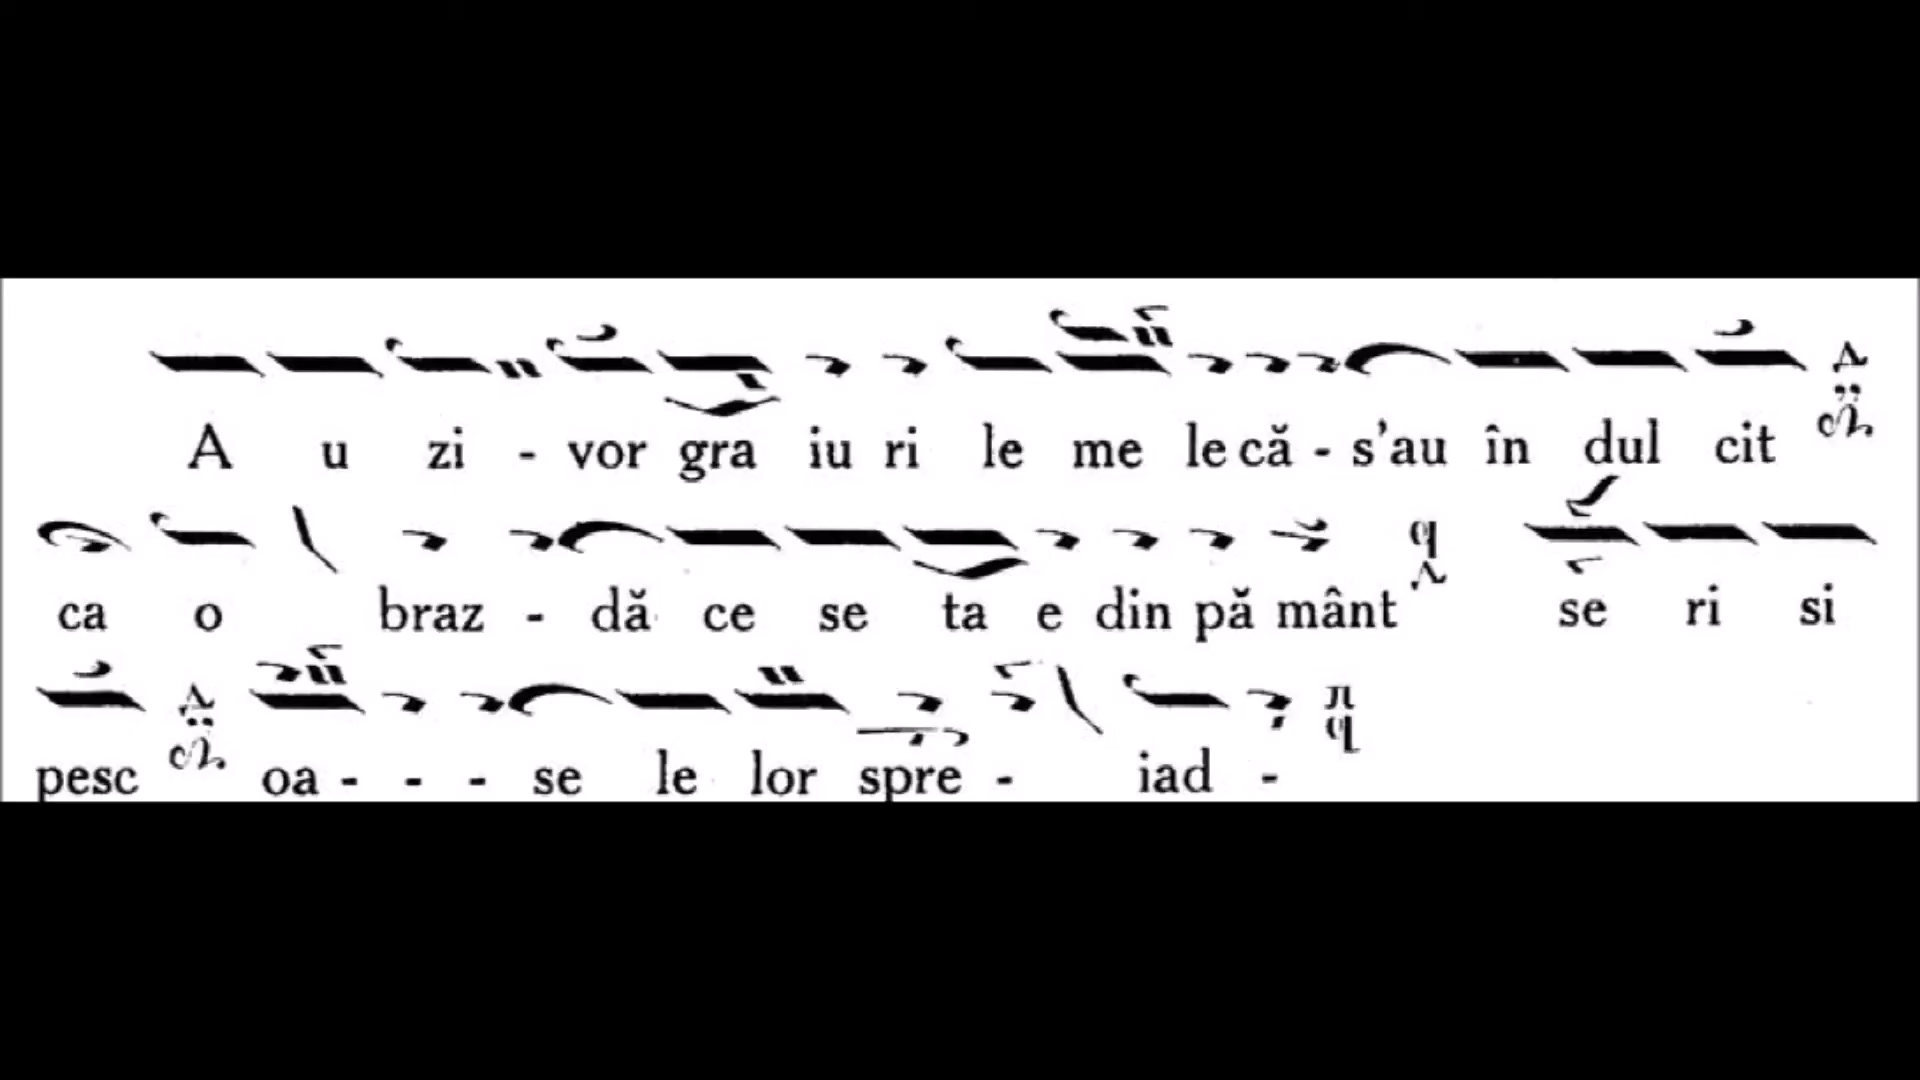 A u zi - vor gra iu ri le me le că - s'au în dul cit
ca o braz - dă ce se ta e din pă mânt se ri si
pesc oa - - - se le lor spre - iad -